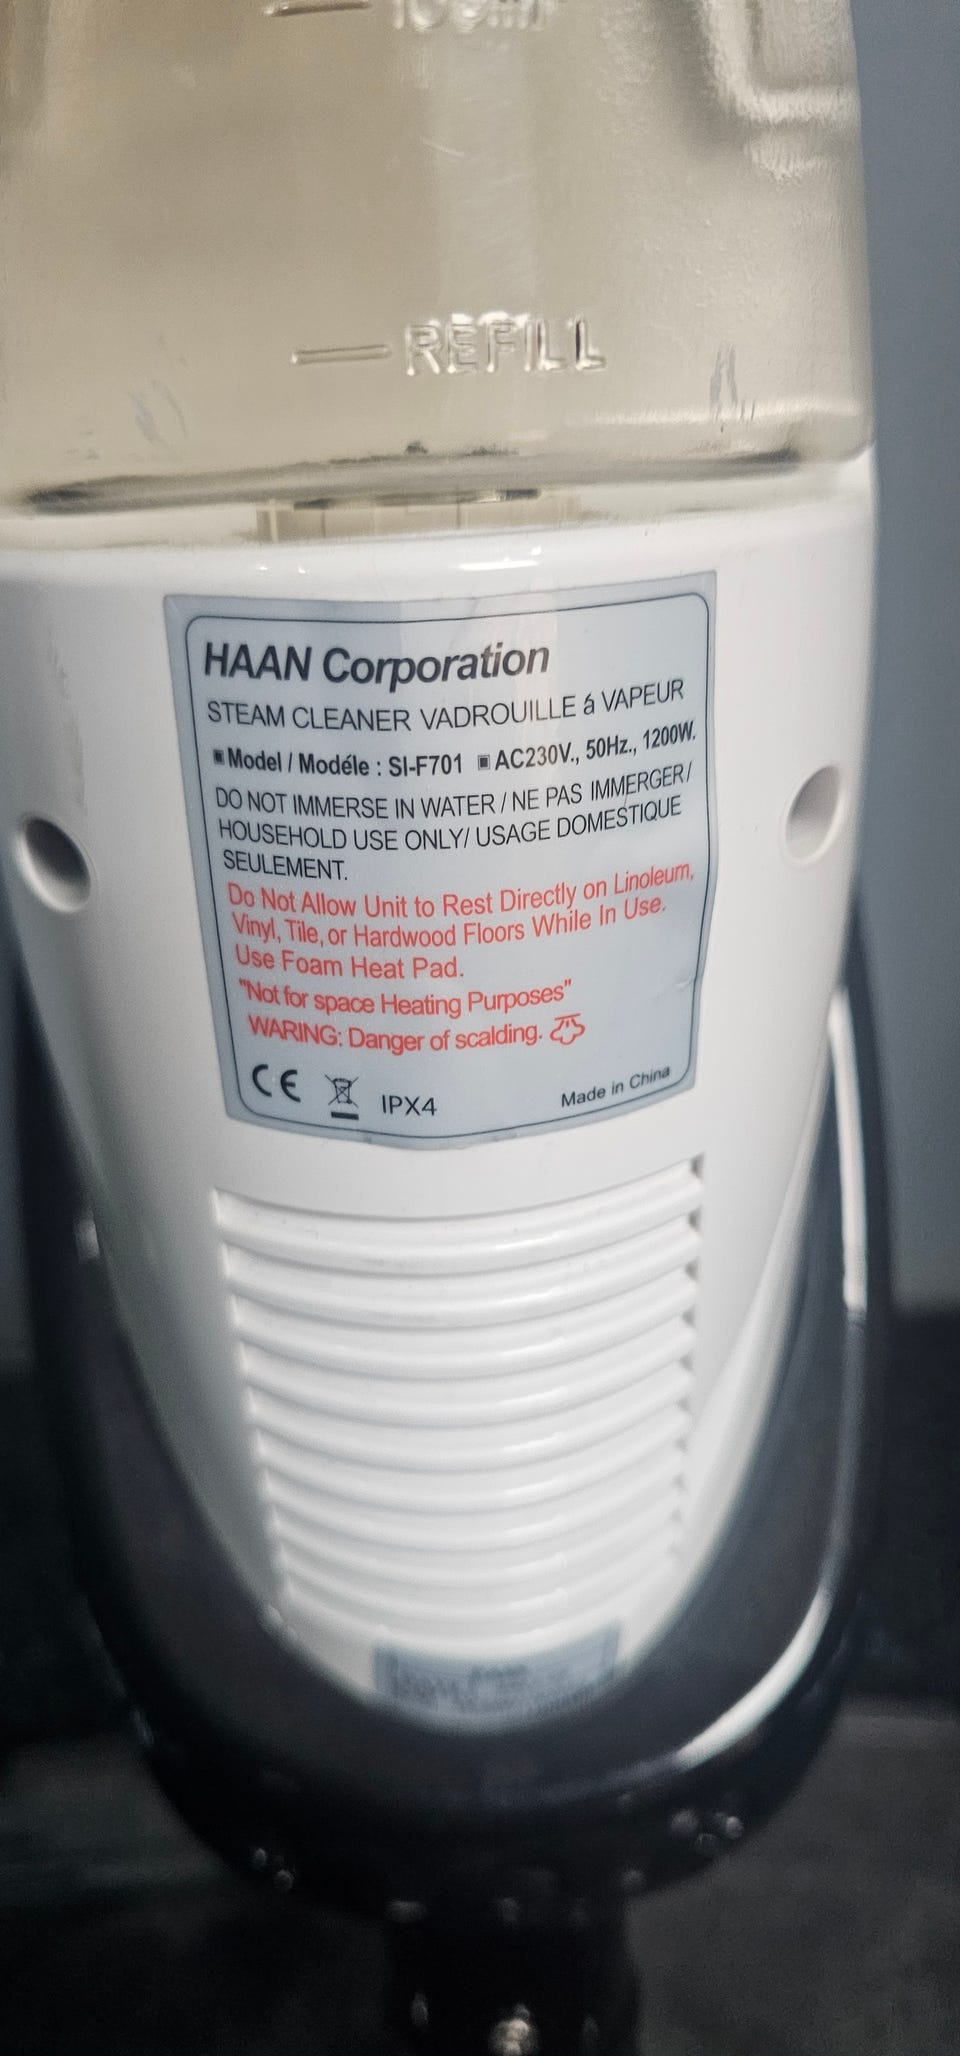 REFILL
HAAN Corporation
STEAM CLEANER VADROUILLE á VAPEUR
▣Model / Modéle : SI-F701 ▣AC230V., 50Hz., 1200W.
DO NOT IMMERSE IN WATER / NE PAS IMMERGER/
HOUSEHOLD USE ONLY/ USAGE DOMESTIQUE
SEULEMENT.
Do Not Allow Unit to Rest Directly on Linoleum,
Vinyl, Tile, or Hardwood Floors While In Use.
Use Foam Heat Pad.
"Not for space Heating Purposes"
WARING: Danger of scalding.
CE IPX4 Made in China